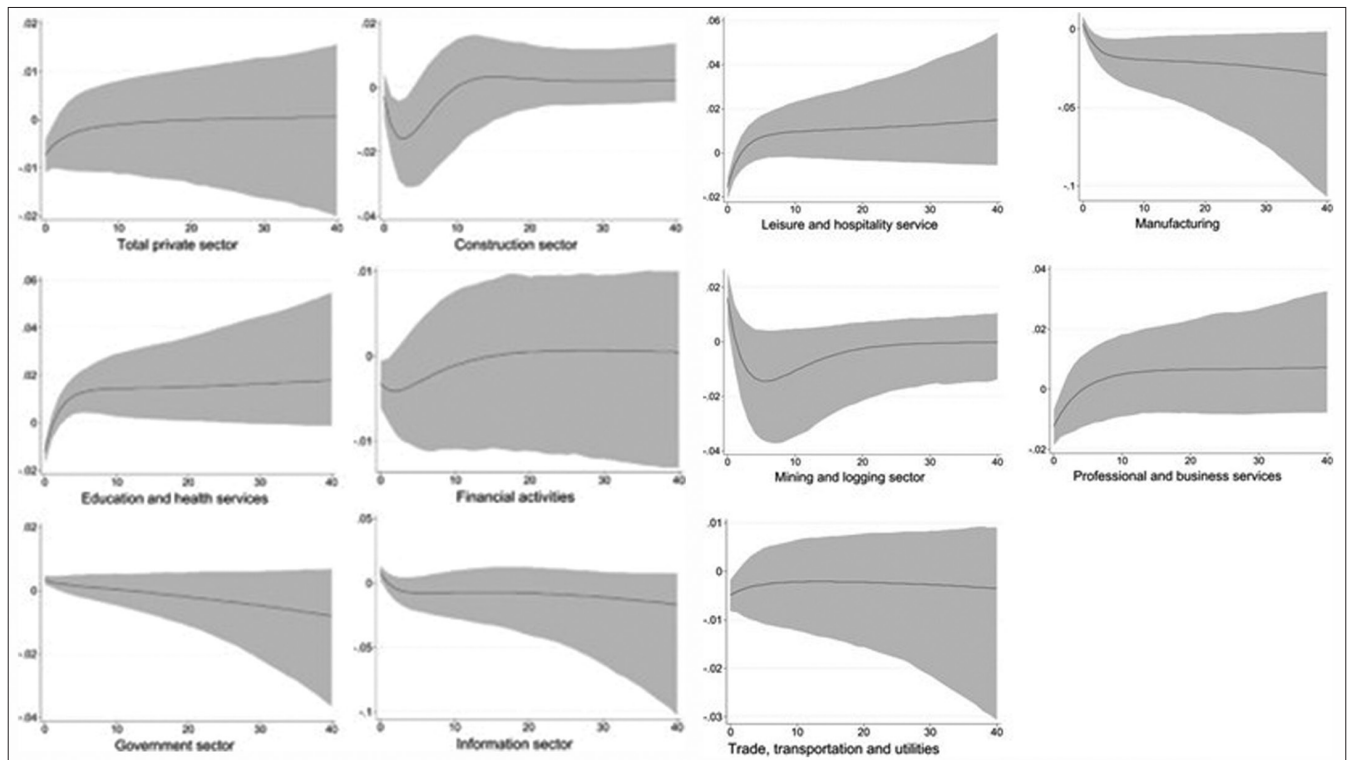 .02
.01
0
-.01
-.02
0 10 20 30 40
Total private sector
.02
0
-.02
-.04
0 10 20 30 40
Construction sector
.06
.04
.02
0
-.02
0 10 20 30 40
Leisure and hospitality service
0
-.05
-.1
0 10 20 30 40
Manufacturing
.06
.04
.02
0
-.02
0 10 20 30 40
Education and health services
.01
0
-.01
0 10 20 30 40
Financial activities
.02
0
-.02
-.04
0 10 20 30 40
Mining and logging sector
.04
.02
0
-.02
0 10 20 30 40
Professional and business services
.02
0
-.02
-.04
0 10 20 30 40
Government sector
.05
0
-.05
-.1
0 10 20 30 40
Information sector
.01
0
-.01
-.02
-.03
0 10 20 30 40
Trade, transportation and utilities